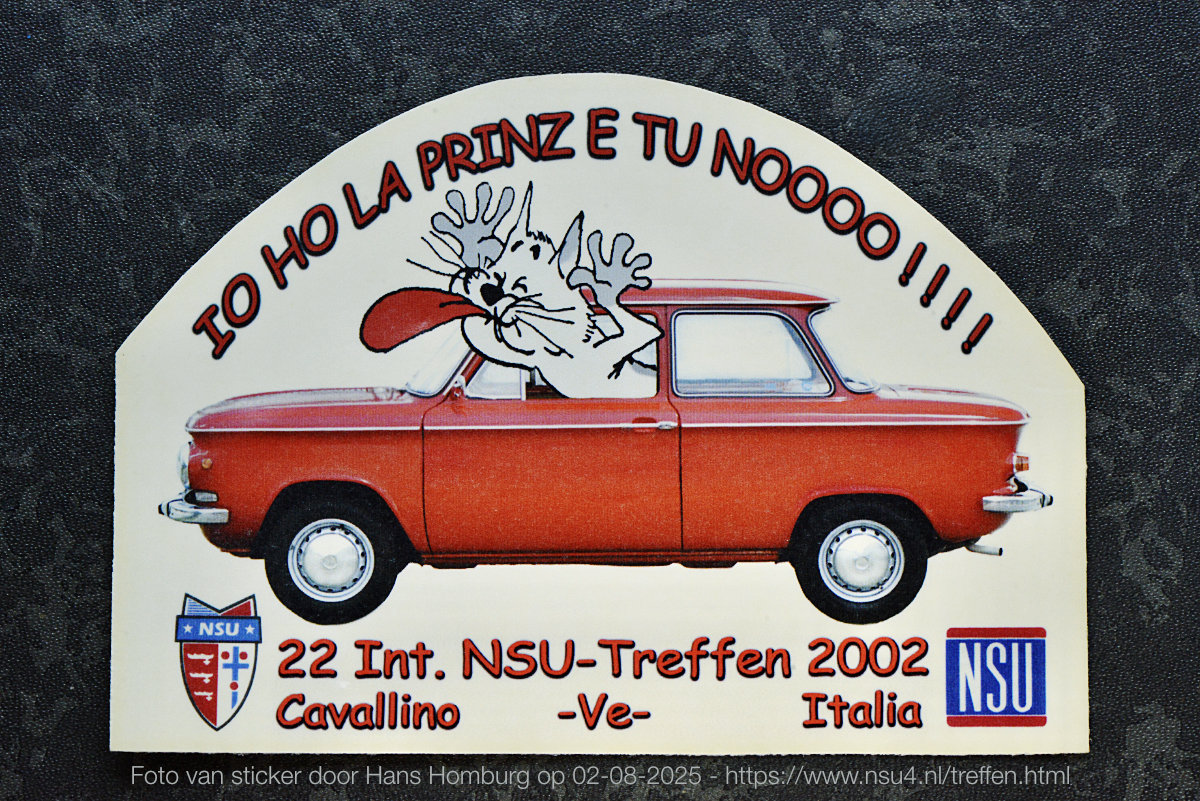 IO HO LA PRINZ E TU NOOOO !!!!
NSU
22 Int. NSU-Treffen 2002
NSU
Cavallino -Ve- Italia
Foto van sticker door Hans Homburg op 02-08-2025 - https://www.nsu4.nl/treffen.html